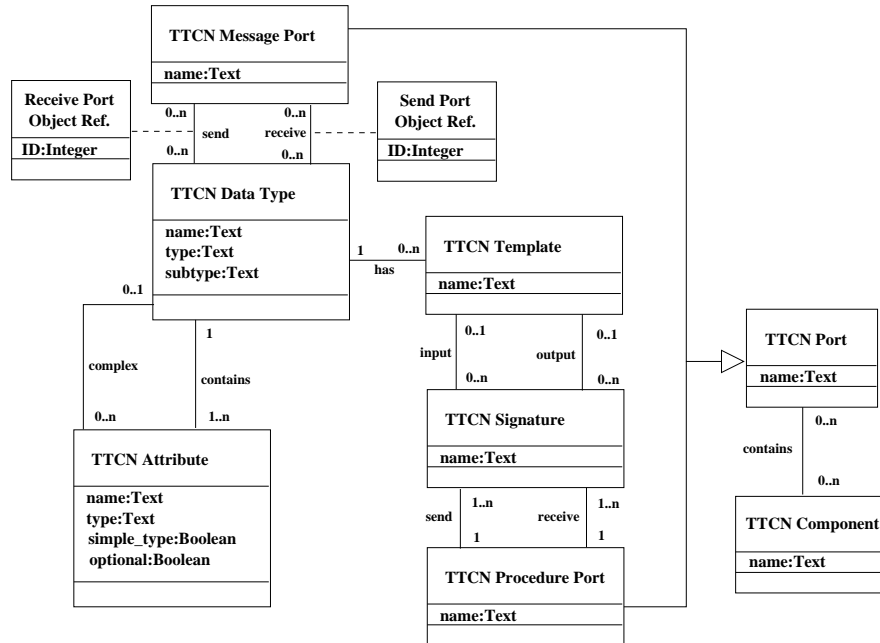 TTCN Message Port
name:Text
Receive Port
Object Ref.
ID:Integer
Send Port
Object Ref.
ID:Integer
0..n
0..n
send
receive
0..n
0..n
TTCN Data Type
name:Text
type:Text
subtype:Text
1
0..n
has
TTCN Template
name:Text
0..1
1
complex
contains
0..n
1..n
0..1
0..1
input
output
0..n
0..n
TTCN Port
name:Text
0..n
contains
0..n
TTCN Attribute
name:Text
type:Text
simple_type:Boolean
optional:Boolean
TTCN Signature
name:Text
1..n
1..n
send
receive
1
1
TTCN Component
name:Text
TTCN Procedure Port
name:Text